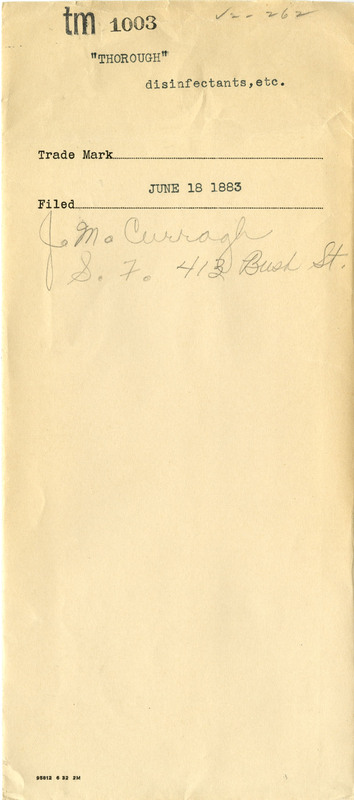 tm 1003
V2-262
"THOROUGH"
disinfectants,etc.
Trade Mark
JUNE 18 1883
Filed
J. McCurragh
S. F. 413 Bush St.
95812 6 32 2M